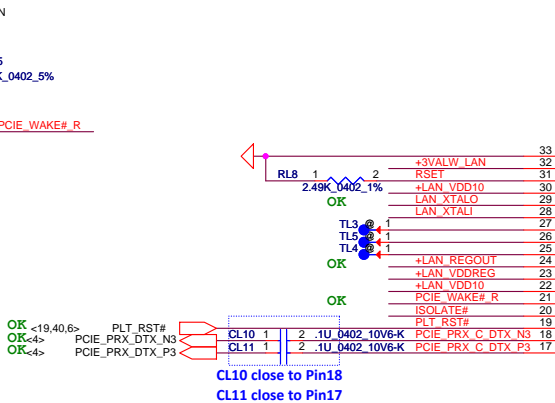 N
5
K_0402_5%
PCIE_WAKE#_R
33
+3VALW_LAN 32
RL8 1 2 RSET 31
2.49K_0402_1% +LAN_VDD10 30
OK LAN_XTALO 29
LAN_XTALI 28
TL3 @ 1 27
TL5 @ 1 26
TL4 @ 1 25
OK +LAN_REGOUT 24
+LAN_VDDREG 23
+LAN_VDD10 22
OK PCIE_WAKE#_R 21
ISOLATE# 20
OK <19,40,6> PLT_RST# PLT_RST# 19
OK <4> PCIE_PRX_DTX_N3 CL10 1 2 .1U_0402_10V6-K PCIE_PRX_C_DTX_N3 18
OK <4> PCIE_PRX_DTX_P3 CL11 1 2 .1U_0402_10V6-K PCIE_PRX_C_DTX_P3 17
CL10 close to Pin18
CL11 close to Pin17